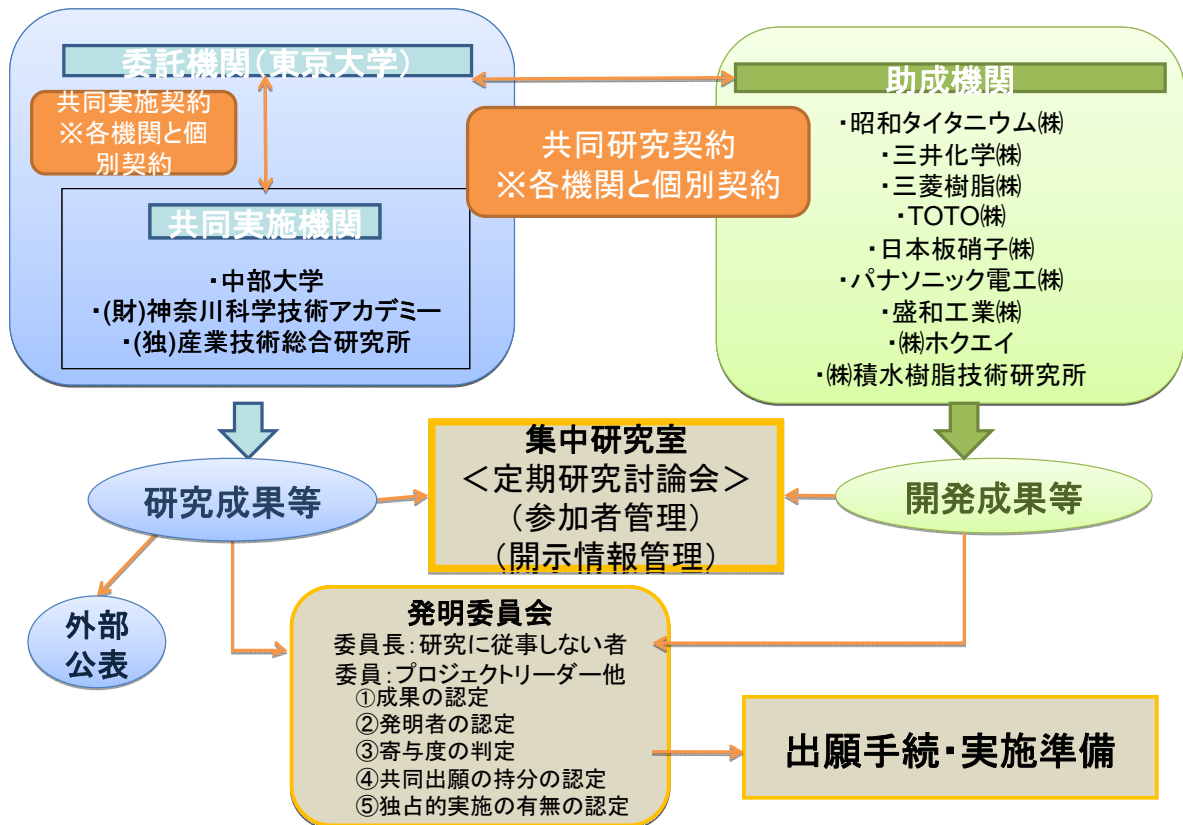 委託機関(東京大学)
共同実施契約
※各機関と個
別契約
共同実施機関
・中部大学
・(財)神奈川科学技術アカデミー
・(独)産業技術総合研究所
共同研究契約
※各機関と個別契約
助成機関
・昭和タイタニウム㈱
・三井化学㈱
・三菱樹脂㈱
・TOTO㈱
・日本板硝子㈱
・パナソニック電工㈱
・盛和工業㈱
・㈱ホクエイ
・㈱積水樹脂技術研究所
研究成果等
集中研究室
＜定期研究討論会＞
(参加者管理)
(開示情報管理)
開発成果等
外部
公表
発明委員会
委員長：研究に従事しない者
委員：プロジェクトリーダー他
①成果の認定
②発明者の認定
③寄与度の判定
④共同出願の持分の認定
⑤独占的実施の有無の認定
出願手続・実施準備